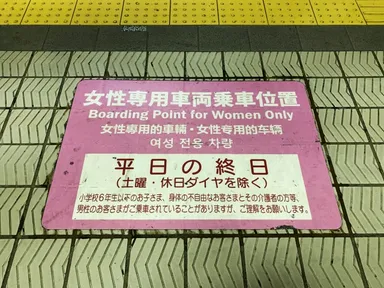 女性専用車両乗車位置
Boarding Point for Women Only
女性専用的車輛・女性专用的车辆
여성 전용 차량
平日の終日
(土曜・休日ダイヤを除く)
小学校6年生以下のお子さま、身体の不自由なお客さまとその介護者の方等、
男性のお客さまがご乗車されていることがありますが、ご理解をお願いします。